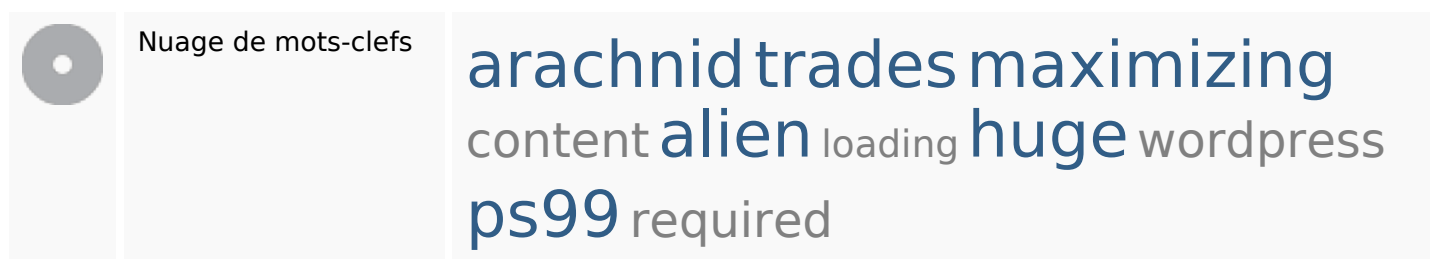 Nuage de mots-clefs
arachnid trades maximizing
content alien loading huge wordpress
ps99 required